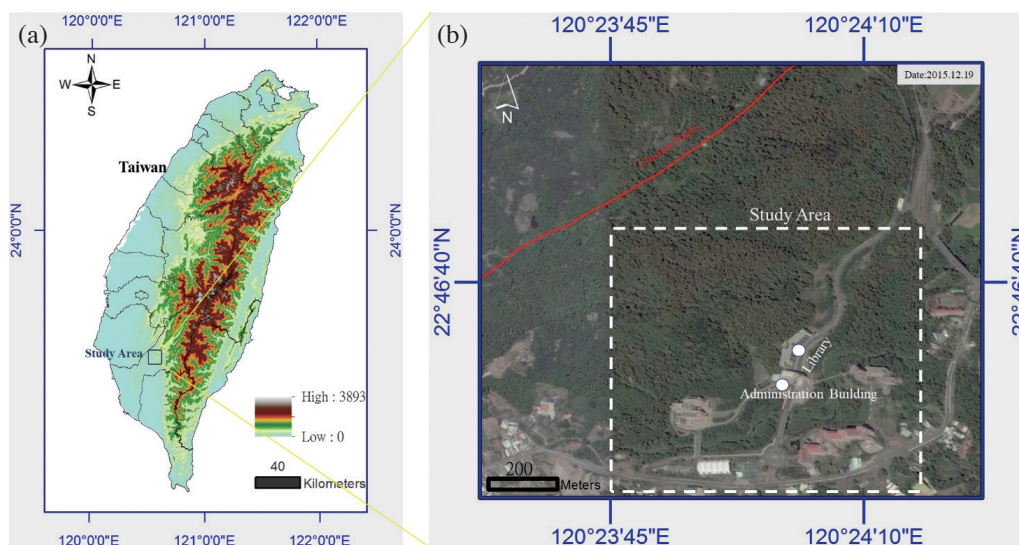 (a)
120°0'0"E
121°0'0"E
122°0'0"E
N
W
E
S
Taiwan
24°0'0"N
24°0'0"N
Study Area
High : 3893
Low : 0
40
Kilometers
120°0'0"E
121°0'0"E
122°0'0"E
(b)
120°23'45"E
120°24'10"E
Date:2015.12.19
N
Study Area
22°46'40"N
22°46'40"N
Library
Administration Building
200
Meters
120°23'45"E
120°24'10"E